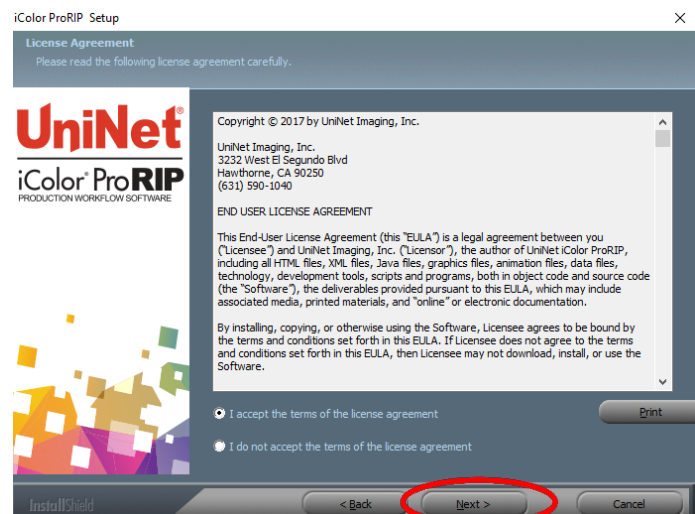 iColor ProRIP Setup
License Agreement
Please read the following license agreement carefully.
UniNet®
iColor® ProRIP
PRODUCTION WORKFLOW SOFTWARE
Copyright © 2017 by UniNet Imaging, Inc.
UniNet Imaging, Inc.
3232 West El Segundo Blvd
Hawthorne, CA 90250
(631) 590-1040
END USER LICENSE AGREEMENT
This End-User License Agreement (this "EULA") is a legal agreement between you
("Licensee") and UniNet Imaging, Inc. ("Licensor"), the author of UniNet iColor ProRIP,
including all HTML files, XML files, Java files, graphics files, animation files, data files,
technology, development tools, scripts and programs, both in object code and source code
(the "Software"), the deliverables provided pursuant to this EULA, which may include
associated media, printed materials, and "online" or electronic documentation.
By installing, copying, or otherwise using the Software, Licensee agrees to be bound by
the terms and conditions set forth in this EULA. If Licensee does not agree to the terms
and conditions set forth in this EULA, then Licensee may not download, install, or use the
Software.
I accept the terms of the license agreement
Print
I do not accept the terms of the license agreement
InstallShield
< Back
Next >
Cancel